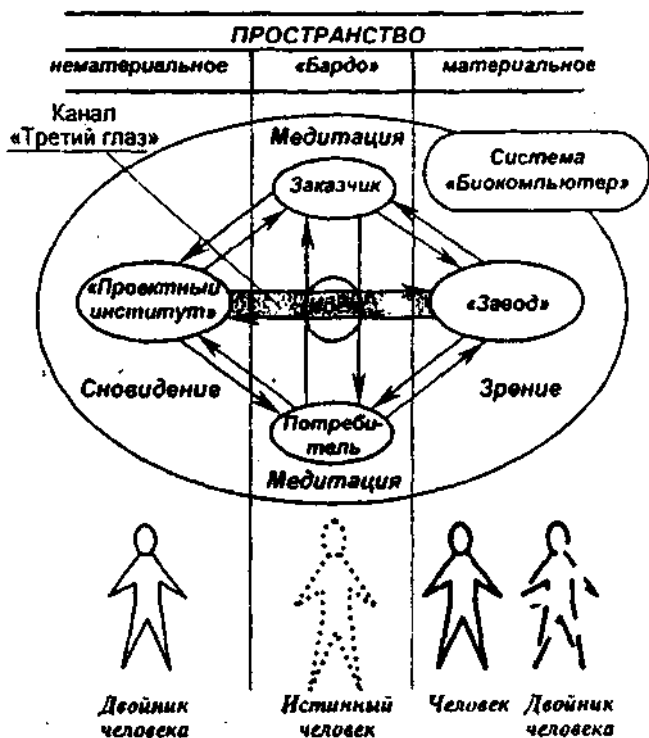 ПРОСТРАНСТВО
нематериальное «Бардо» материальное
Канал
«Третий глаз»
Медитация
Система
«Биокомпьютер»
Заказчик
«Проектный
институт»
«Завод»
Сновидение
Зрение
Потреби-
тель
Медитация
Двойник
человека
Истинный
человек
Человек
Двойник
человека